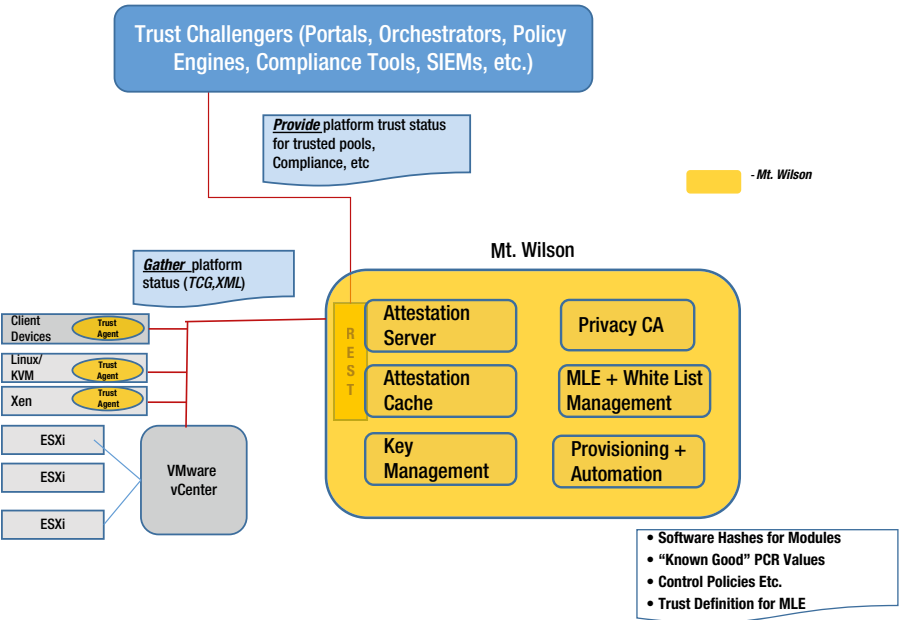 Trust Challengers (Portals, Orchestrators, Policy
Engines, Compliance Tools, SIEMs, etc.)
Provide platform trust status
for trusted pools,
Compliance, etc
- Mt. Wilson
Mt. Wilson
Gather platform
status (TCG,XML)
Client
Devices
Trust
Agent
Linux/
KVM
Trust
Agent
Xen
Trust
Agent
ESXi
ESXi
ESXi
VMware
vCenter
R
E
S
T
Attestation
Server
Attestation
Cache
Key
Management
Privacy CA
MLE + White List
Management
Provisioning +
Automation
• Software Hashes for Modules
• “Known Good” PCR Values
• Control Policies Etc.
• Trust Definition for MLE